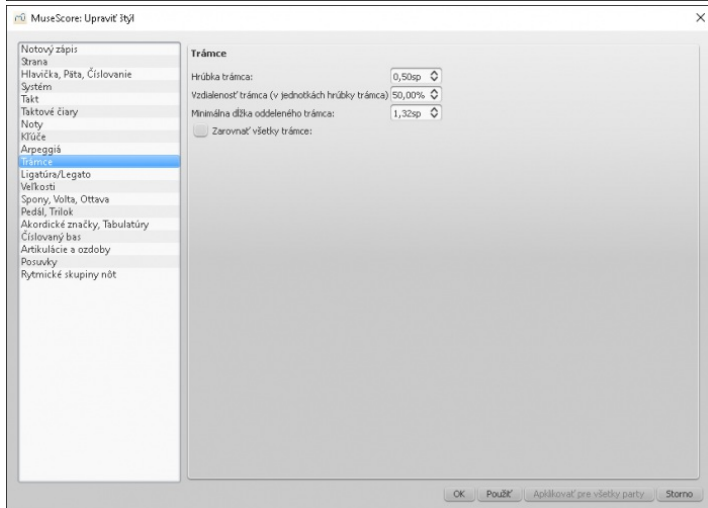 MuseScore: Upraviť štýl
Notový zápis
Strana
Hlavička, Päta, Číslovanie
Systém
Takt
Taktové čiary
Noty
Kľúče
Arpeggiá
Trámce
Ligatúra/Legato
Veľkosti
Spony, Volta, Ottava
Pedál, Trilok
Akordické značky, Tabulatúry
Číslovaný bas
Artikulácie a ozdoby
Posuvky
Rytmické skupiny nôt
Trámce
Hrúbka trámca: 0,50sp
Vzdialenosť trámca (v jednotkách hrúbky trámca) 50,00%
Minimálna dĺžka oddeleného trámca: 1,32sp
Zarovnať všetky trámce:
OK Použiť Aplikovať pre všetky party Storno